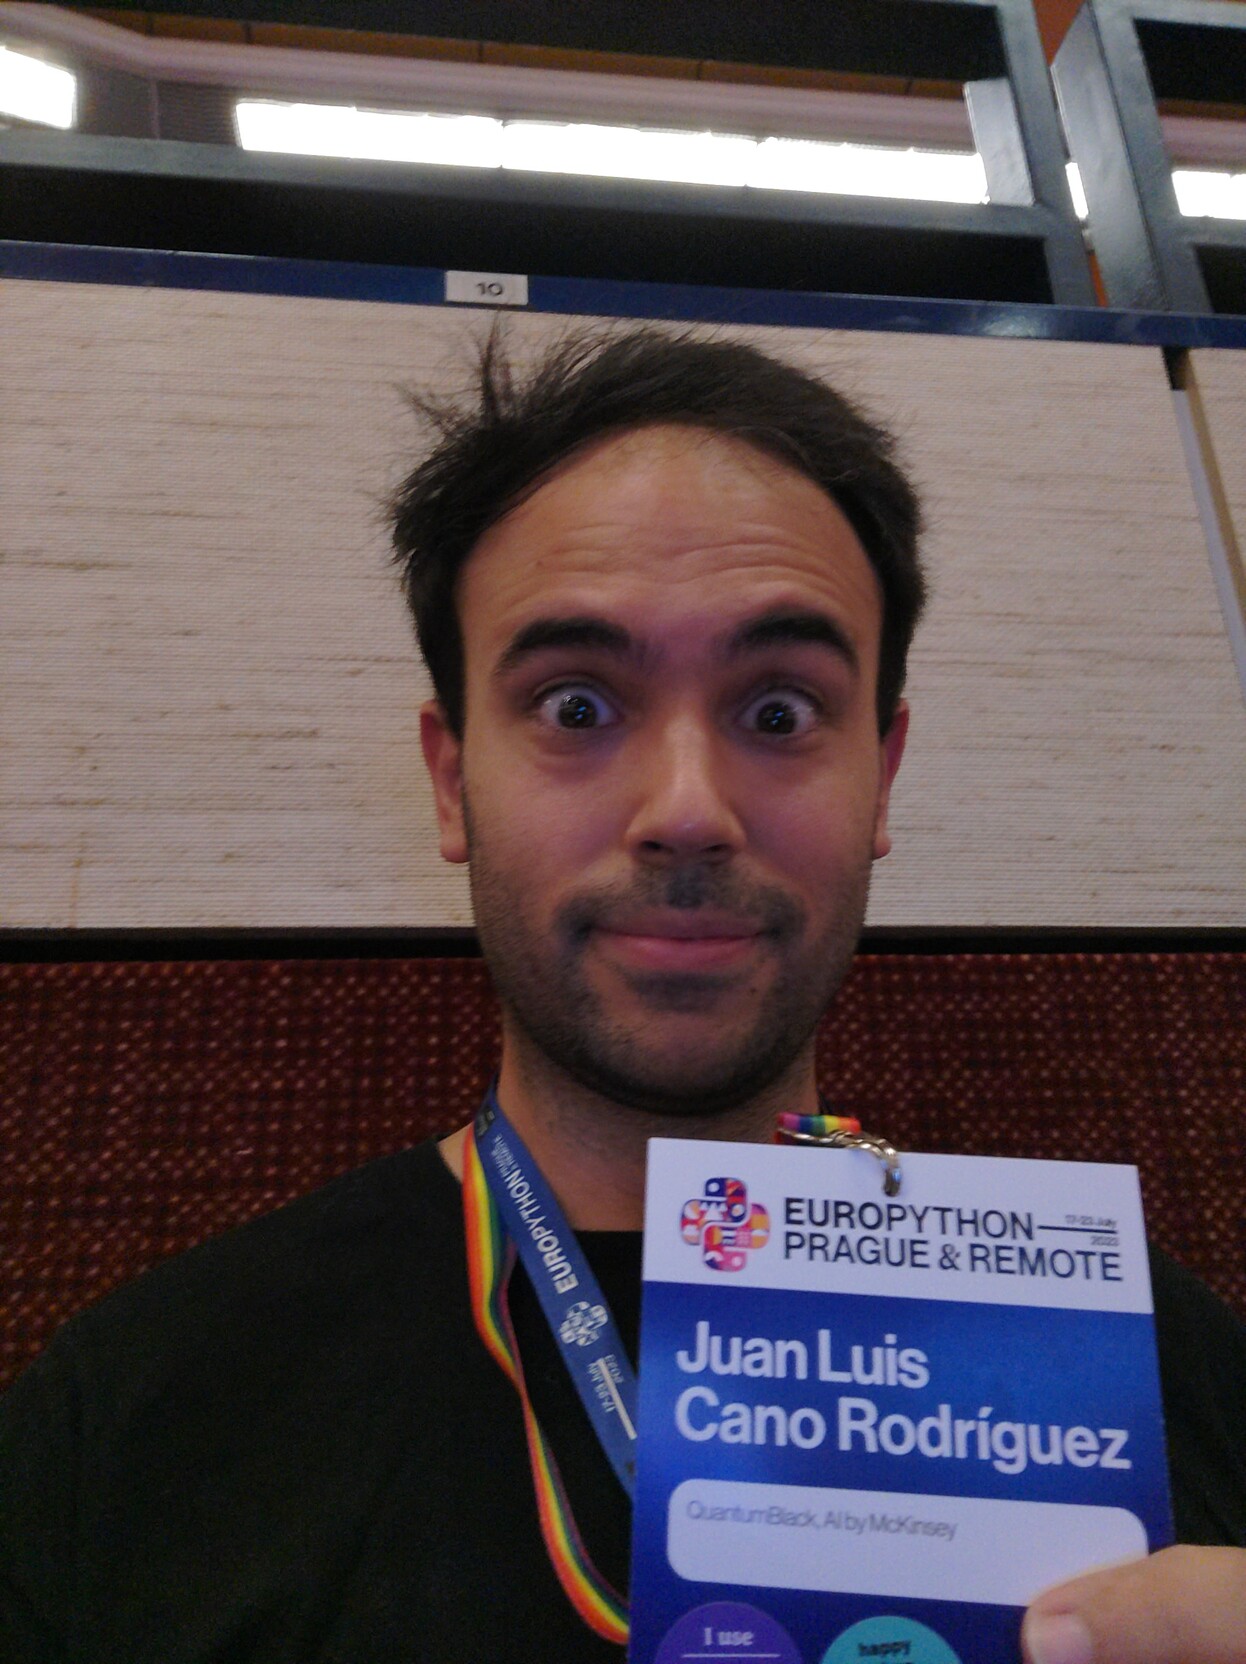 10
EUROPYTHON
17-23 July
2023
PRAGUE & REMOTE
Juan Luis
Cano Rodríguez
QuantumBlack, AI by McKinsey
I use
happy
EUROPYTHON
17-23 July
2023